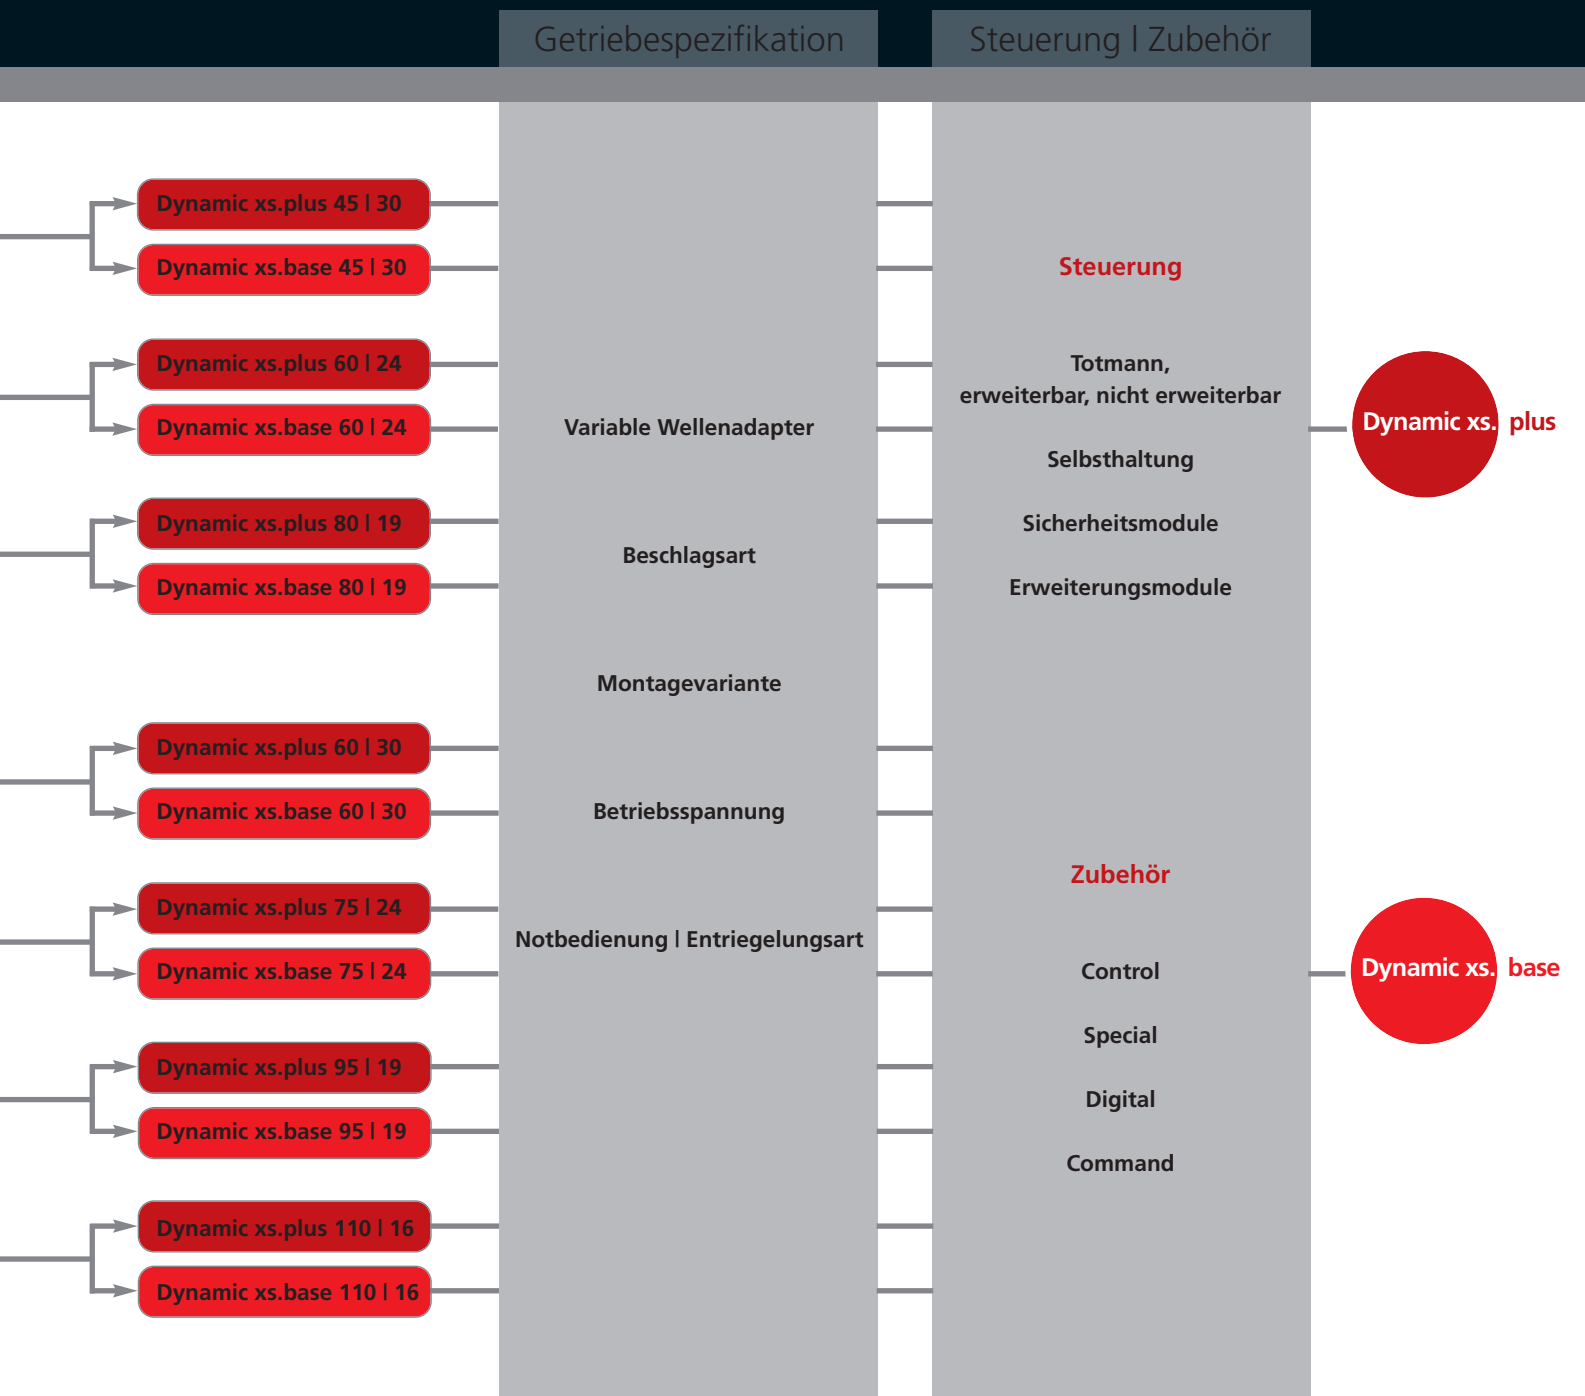 Getriebespezifikation
Steuerung | Zubehör
Dynamic xs.plus 45 | 30
Dynamic xs.base 45 | 30
Dynamic xs.plus 60 | 24
Dynamic xs.base 60 | 24
Dynamic xs.plus 80 | 19
Dynamic xs.base 80 | 19
Dynamic xs.plus 60 | 30
Dynamic xs.base 60 | 30
Dynamic xs.plus 75 | 24
Dynamic xs.base 75 | 24
Dynamic xs.plus 95 | 19
Dynamic xs.base 95 | 19
Dynamic xs.plus 110 | 16
Dynamic xs.base 110 | 16
Variable Wellenadapter
Beschlagsart
Montagevariante
Betriebsspannung
Notbedienung | Entriegelungsart
Steuerung
Totmann,
erweiterbar, nicht erweiterbar
Selbsthaltung
Sicherheitsmodule
Erweiterungsmodule
Zubehör
Control
Special
Digital
Command
Dynamic xs. plus
Dynamic xs. base